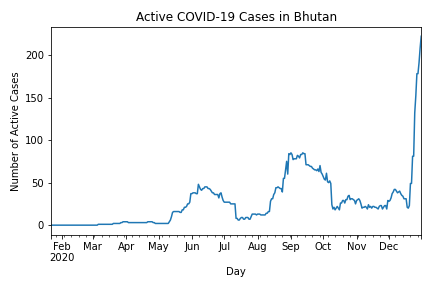 Active COVID-19 Cases in Bhutan
Number of Active Cases
200
150
100
50
0
Feb Mar Apr May Jun Jul Aug Sep Oct Nov Dec
2020
Day